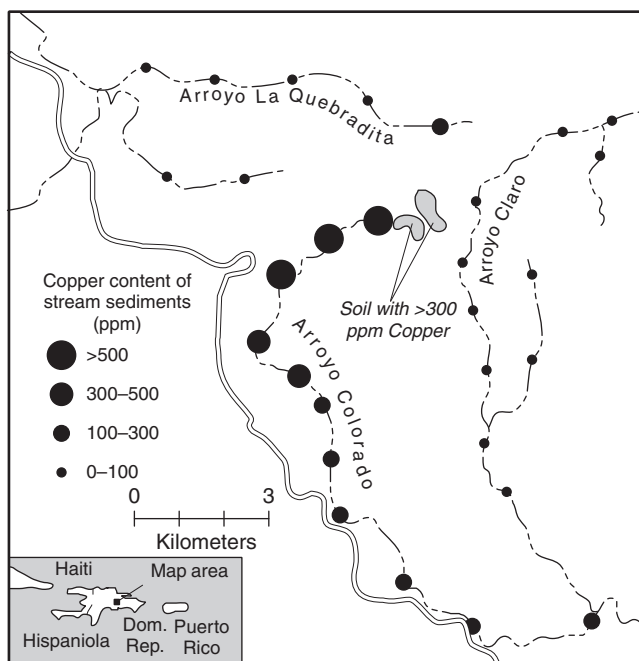 Arroyo La Quebradita
Arroyo Claro
Copper content of
stream sediments
(ppm)
>500
300–500
100–300
0–100
Soil with >300
ppm Copper
Arroyo Colorado
0
3
Kilometers
Haiti
Map area
Hispaniola
Dom.
Rep.
Puerto
Rico